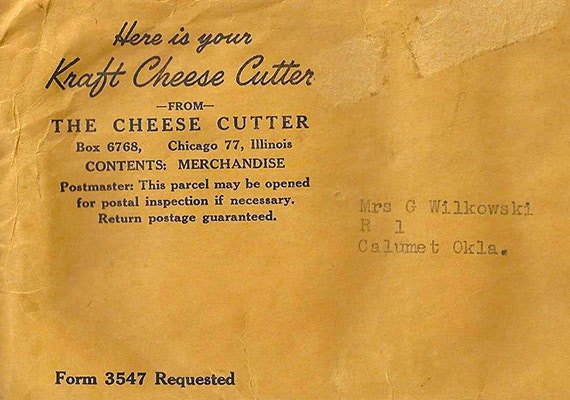 Here is your
Kraft Cheese Cutter
—FROM—
THE CHEESE CUTTER
Box 6768, Chicago 77, Illinois
CONTENTS: MERCHANDISE
Postmaster: This parcel may be opened
for postal inspection if necessary.
Return postage guaranteed.
Mrs G Wilkowski
R 1
Calumet Okla.
Form 3547 Requested